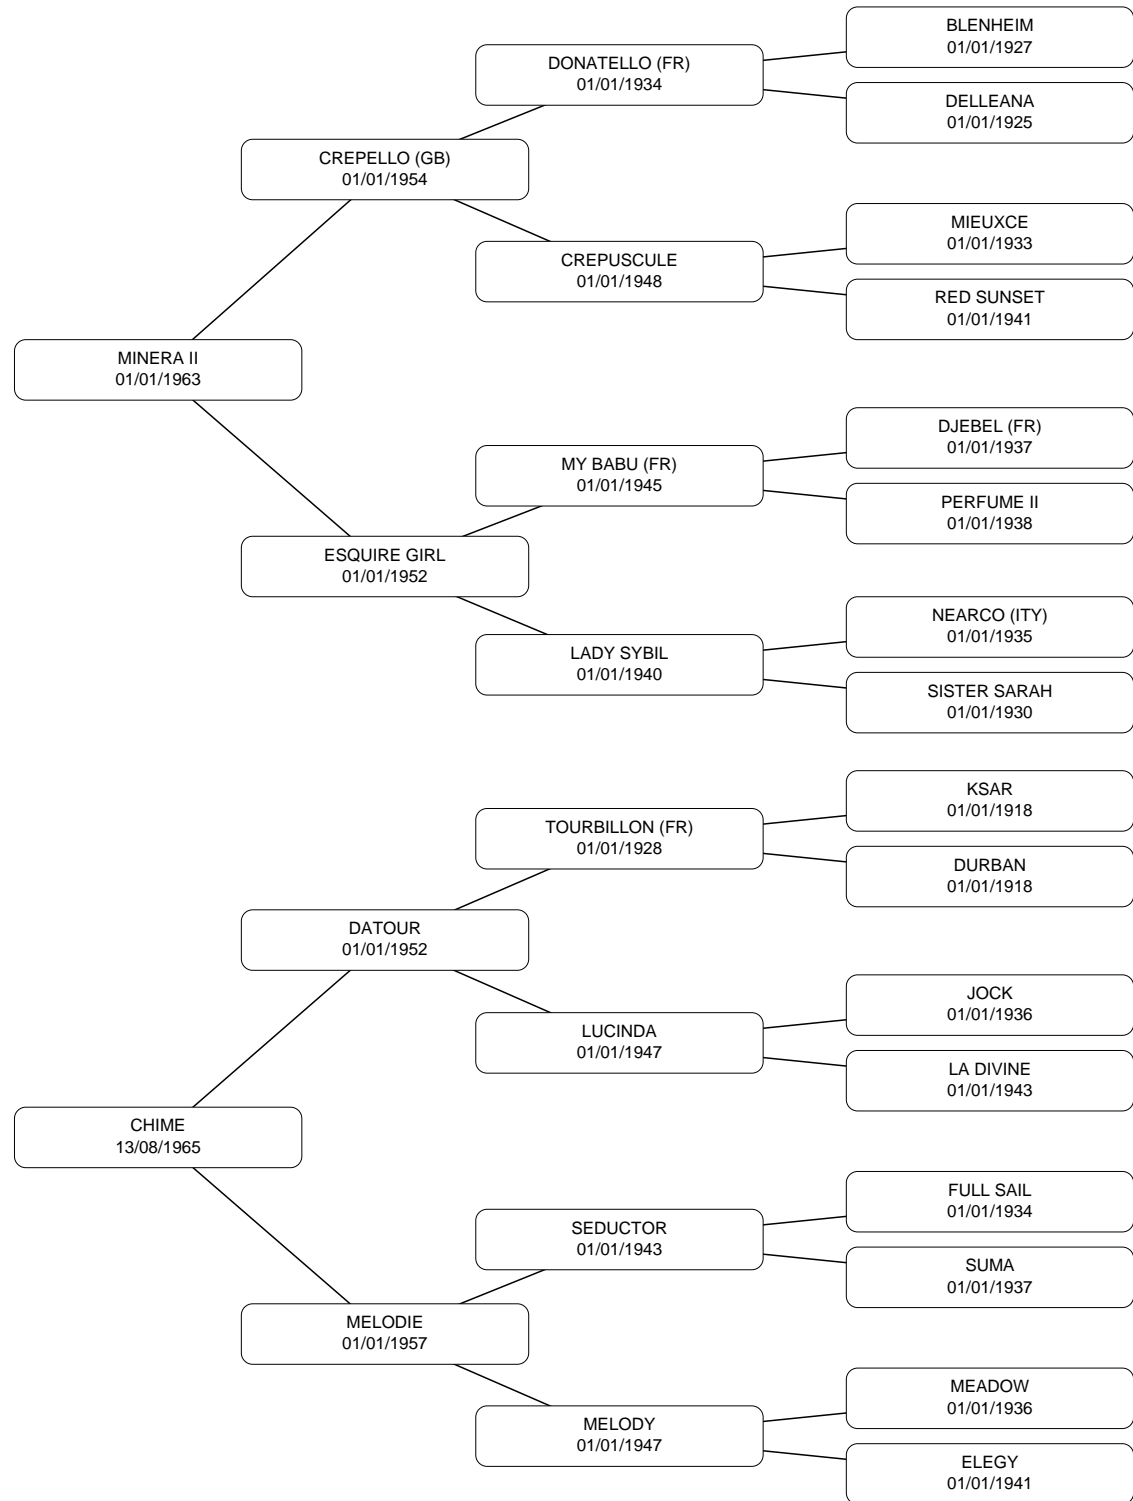 BLENHEIM
01/01/1927
DONATELLO (FR)
01/01/1934
DELLEANA
01/01/1925
CREPELLO (GB)
01/01/1954
MIEUXCE
01/01/1933
CREPUSCULE
01/01/1948
RED SUNSET
01/01/1941
MINERA II
01/01/1963
DJEBEL (FR)
01/01/1937
MY BABU (FR)
01/01/1945
PERFUME II
01/01/1938
ESQUIRE GIRL
01/01/1952
NEARCO (ITY)
01/01/1935
LADY SYBIL
01/01/1940
SISTER SARAH
01/01/1930
KSAR
01/01/1918
TOURBILLON (FR)
01/01/1928
DURBAN
01/01/1918
DATOUR
01/01/1952
JOCK
01/01/1936
LUCINDA
01/01/1947
LA DIVINE
01/01/1943
CHIME
13/08/1965
FULL SAIL
01/01/1934
SEDUCTOR
01/01/1943
SUMA
01/01/1937
MELODIE
01/01/1957
MEADOW
01/01/1936
MELODY
01/01/1947
ELEGY
01/01/1941